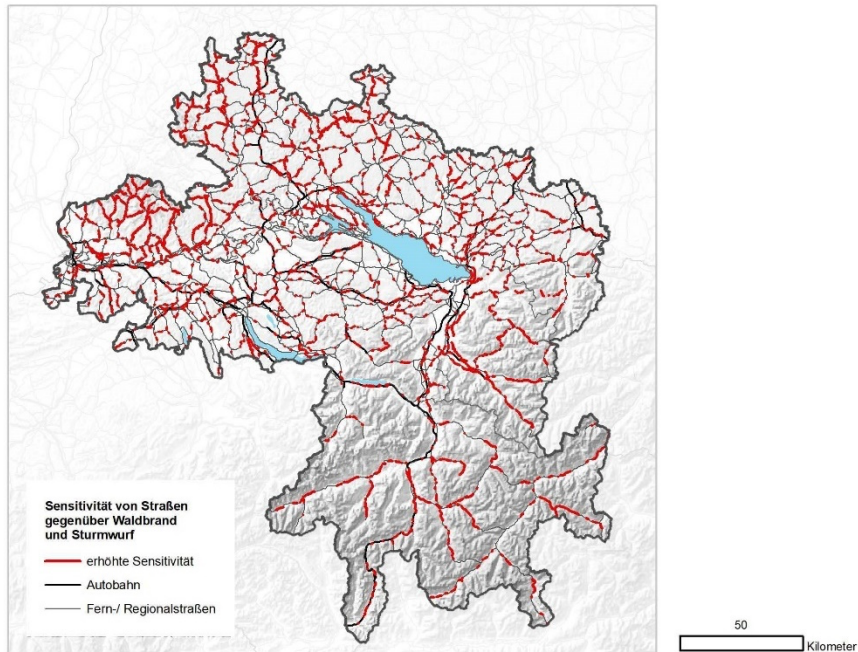 Sensitivität von Straßen
gegenüber Waldbrand
und Sturmwurf
erhöhte Sensitivität
Autobahn
Fern-/ Regionalstraßen
50
Kilometer